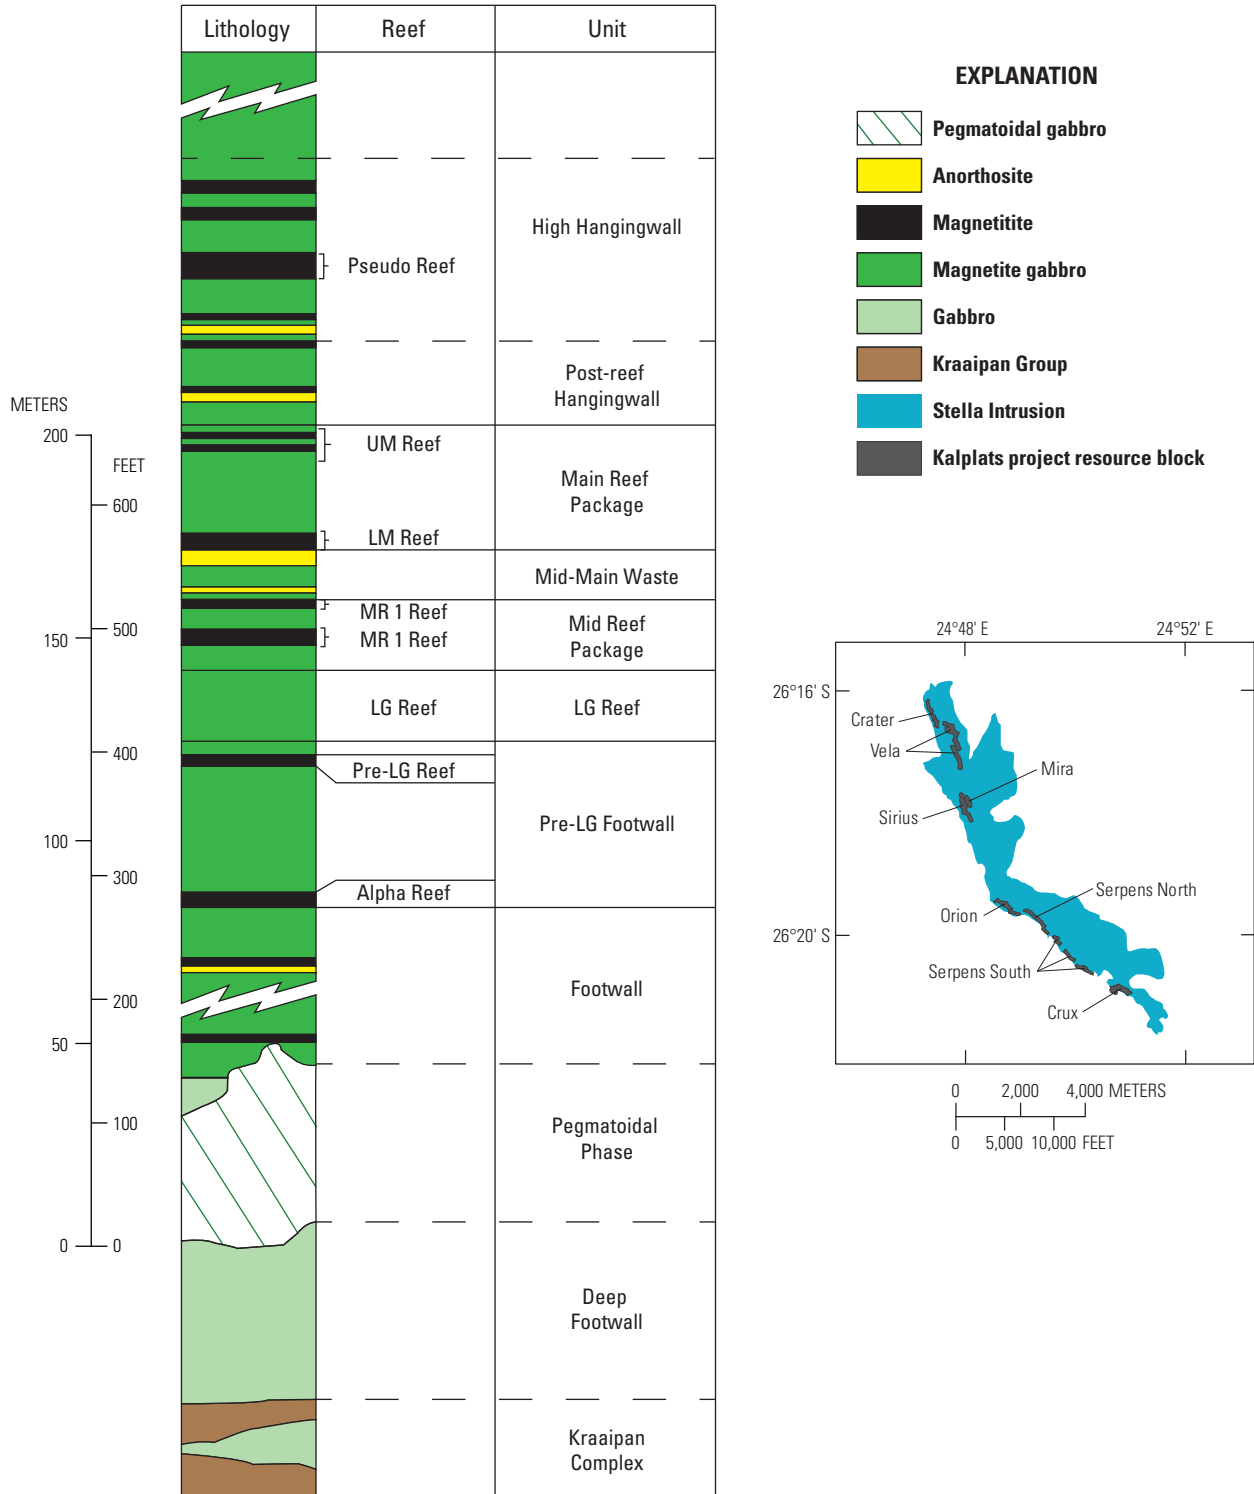 Lithology
Reef
Unit
High Hangingwall
Pseudo Reef
Post-reef
Hangingwall
UM Reef
Main Reef
Package
LM Reef
Mid-Main Waste
MR 1 Reef
MR 1 Reef
Mid Reef
Package
LG Reef
LG Reef
Pre-LG Reef
Pre-LG Footwall
Alpha Reef
Footwall
Pegmatoidal
Phase
Deep
Footwall
Kraaipan
Complex
METERS
200
150
100
50
0
FEET
600
500
400
300
200
100
0
EXPLANATION
Pegmatoidal gabbro
Anorthosite
Magnetitite
Magnetite gabbro
Gabbro
Kraaipan Group
Stella Intrusion
Kalplats project resource block
24°48' E
24°52' E
26°16' S
26°20' S
Crater
Vela
Mira
Sirius
Serpens North
Orion
Serpens South
Crux
0 2,000 4,000 METERS
0 5,000 10,000 FEET